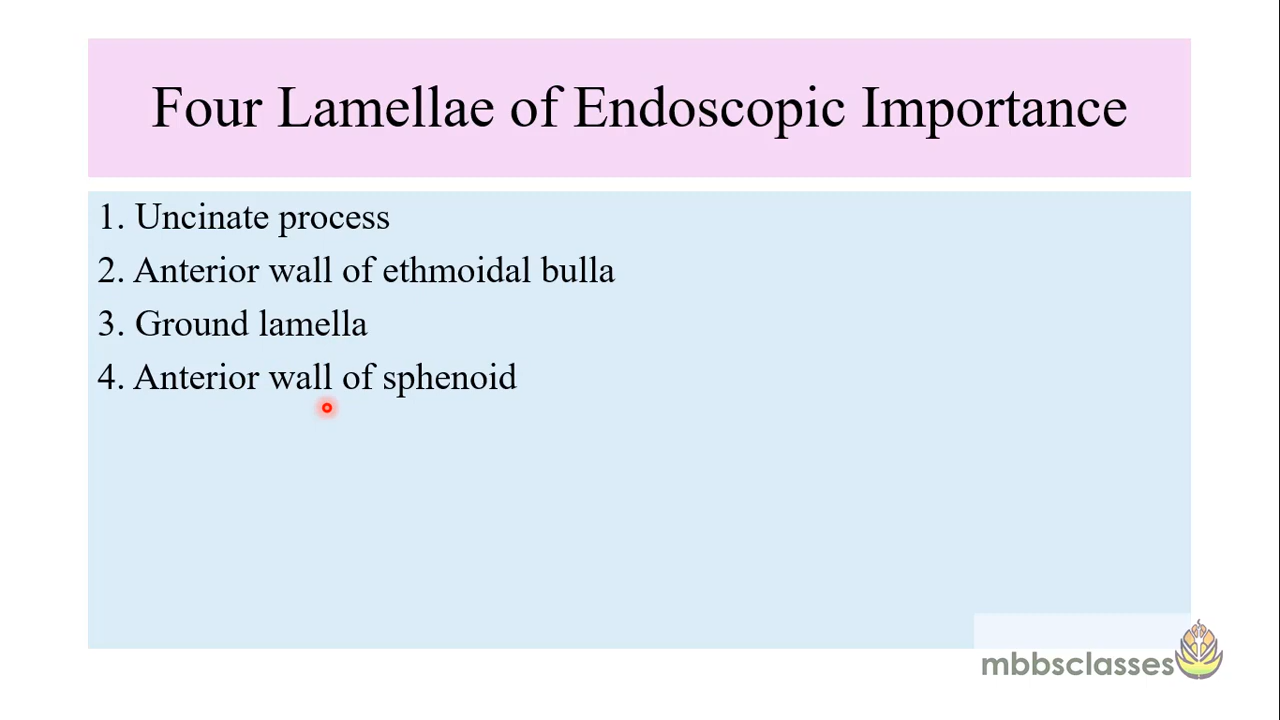 Four Lamellae of Endoscopic Importance
1. Uncinate process
2. Anterior wall of ethmoidal bulla
3. Ground lamella
4. Anterior wall of sphenoid
mbbsclasses